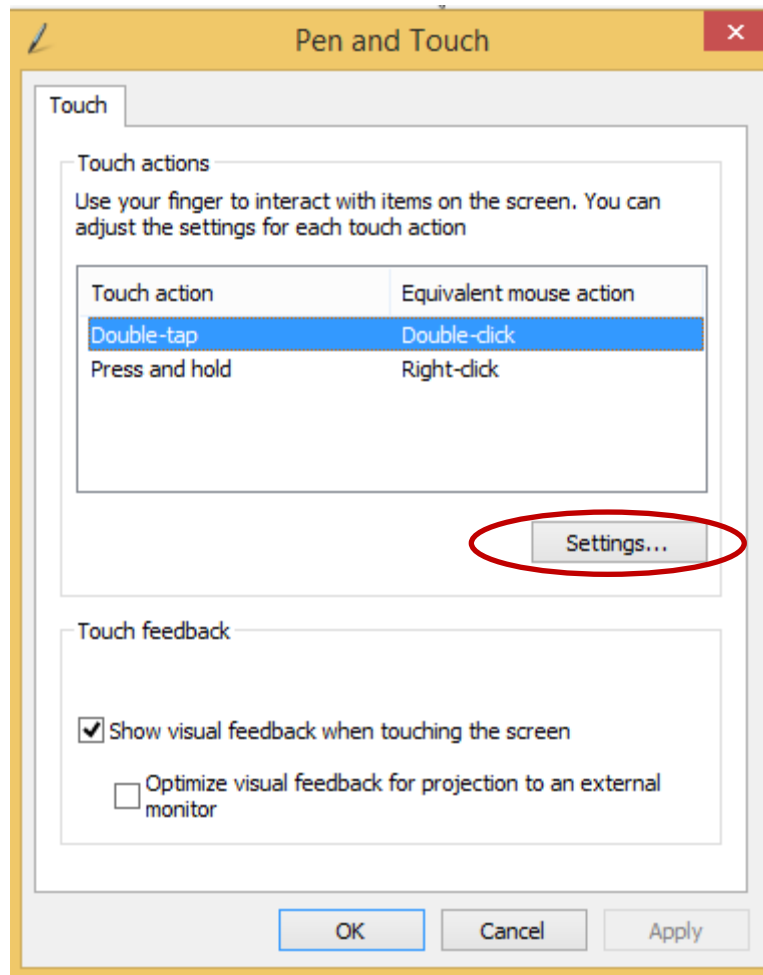 Pen and Touch
Touch
Touch actions
Use your finger to interact with items on the screen. You can
adjust the settings for each touch action
Touch action Equivalent mouse action
Double-tap Double-click
Press and hold Right-click
Settings...
Touch feedback
Show visual feedback when touching the screen
Optimize visual feedback for projection to an external
monitor
OK Cancel Apply